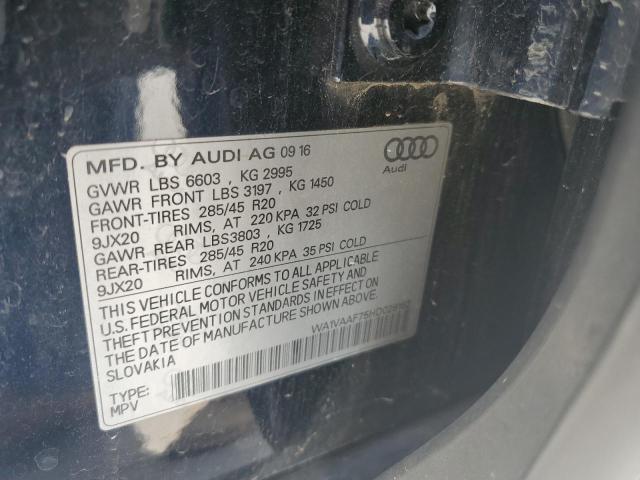 MFD. BY AUDI AG 09 16
GVWR LBS 6603 , KG 2995
GAWR FRONT LBS 3197 , KG 1450
FRONT-TIRES 285/45 R20
9JX20 RIMS, AT 220 KPA 32 PSI COLD
GAWR REAR LBS3803 , KG 1725
REAR-TIRES 285/45 R20
9JX20 RIMS, AT 240 KPA 35 PSI COLD
THIS VEHICLE CONFORMS TO ALL APPLICABLE
U.S. FEDERAL MOTOR VEHICLE SAFETY AND
THEFT PREVENTION STANDARDS IN EFFECT ON
THE DATE OF MANUFACTURE SHOWN ABOVE.
SLOVAKIA
TYPE:
MPV
Audi